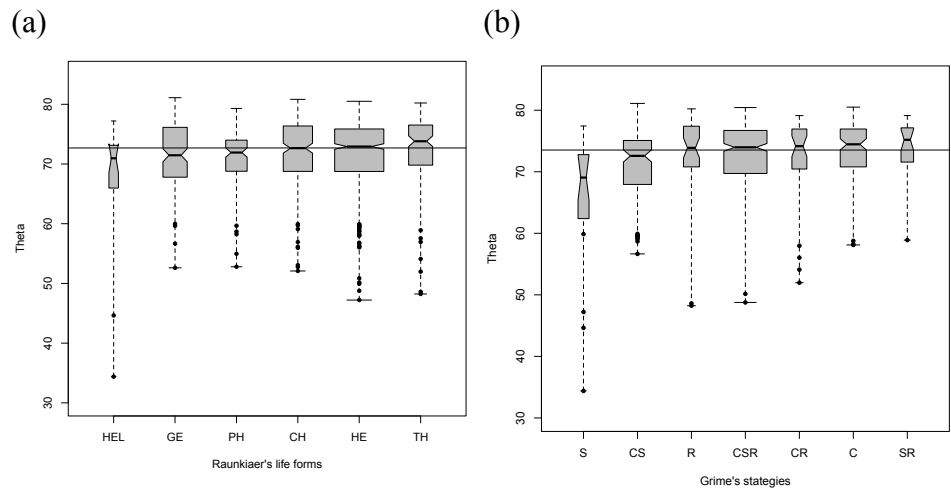 (a)
Theta
80
70
60
50
40
30
HEL GE PH CH HE TH
Raunkiaer's life forms
(b)
Theta
80
70
60
50
40
30
S CS R CSR CR C SR
Grime's stategies